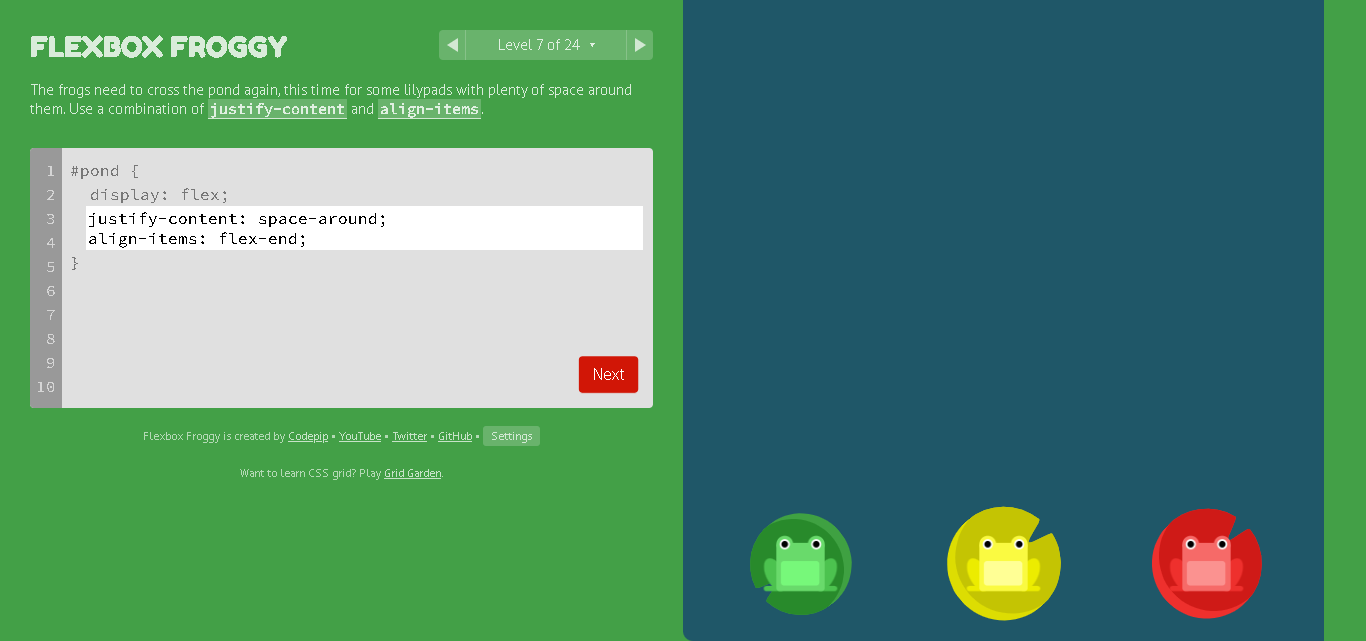 FLEXBOX FROGGY
Level 7 of 24
The frogs need to cross the pond again, this time for some lilypads with plenty of space around
them. Use a combination of justify-content and align-items.
1 #pond {
2 display: flex;
3 justify-content: space-around;
4 align-items: flex-end;
5 }
6
7
8
9
10
Next
Flexbox Froggy is created by Codepip • YouTube • Twitter • GitHub • Settings
Want to learn CSS grid? Play Grid Garden.